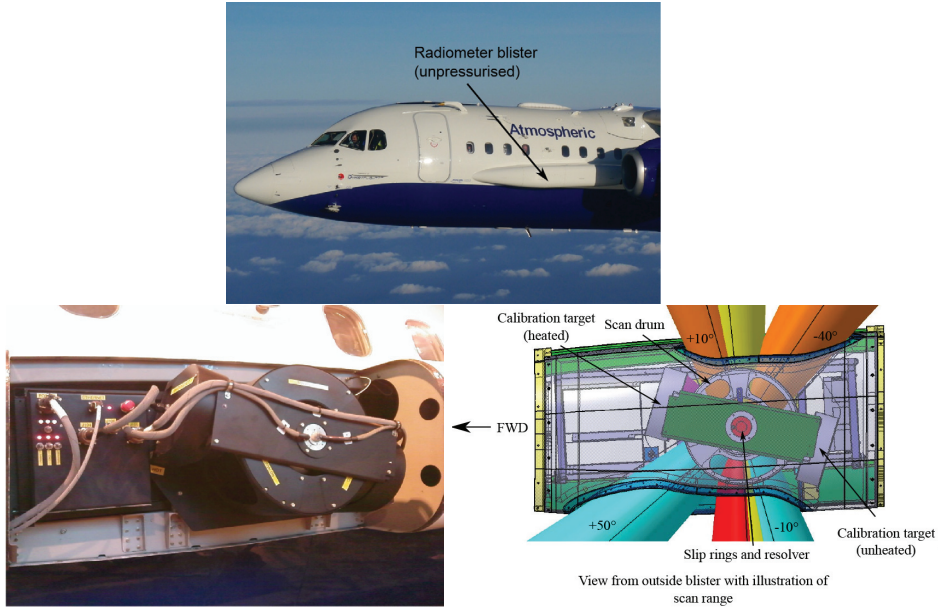 Radiometer blister
(unpressurised)
Atmospheric
Calibration target
(heated)
Scan drum
+10°
-40°
FWD
+50°
-10°
Calibration target
(unheated)
Slip rings and resolver
View from outside blister with illustration of
scan range